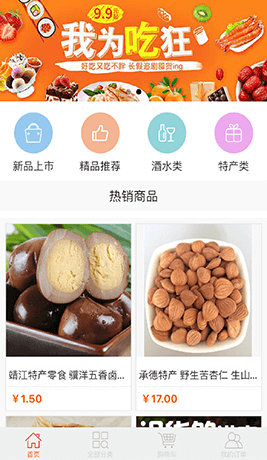 9.9
我为吃狂
好吃又吃不胖 长假追剧囤货ing
新品上市
精品推荐
酒水类
特产类
热销商品
靖江特产零食 骥洋五香卤...
承德特产 野生苦杏仁 生山...
￥1.50
￥17.00
首页
全部分类
购物车
我的订单